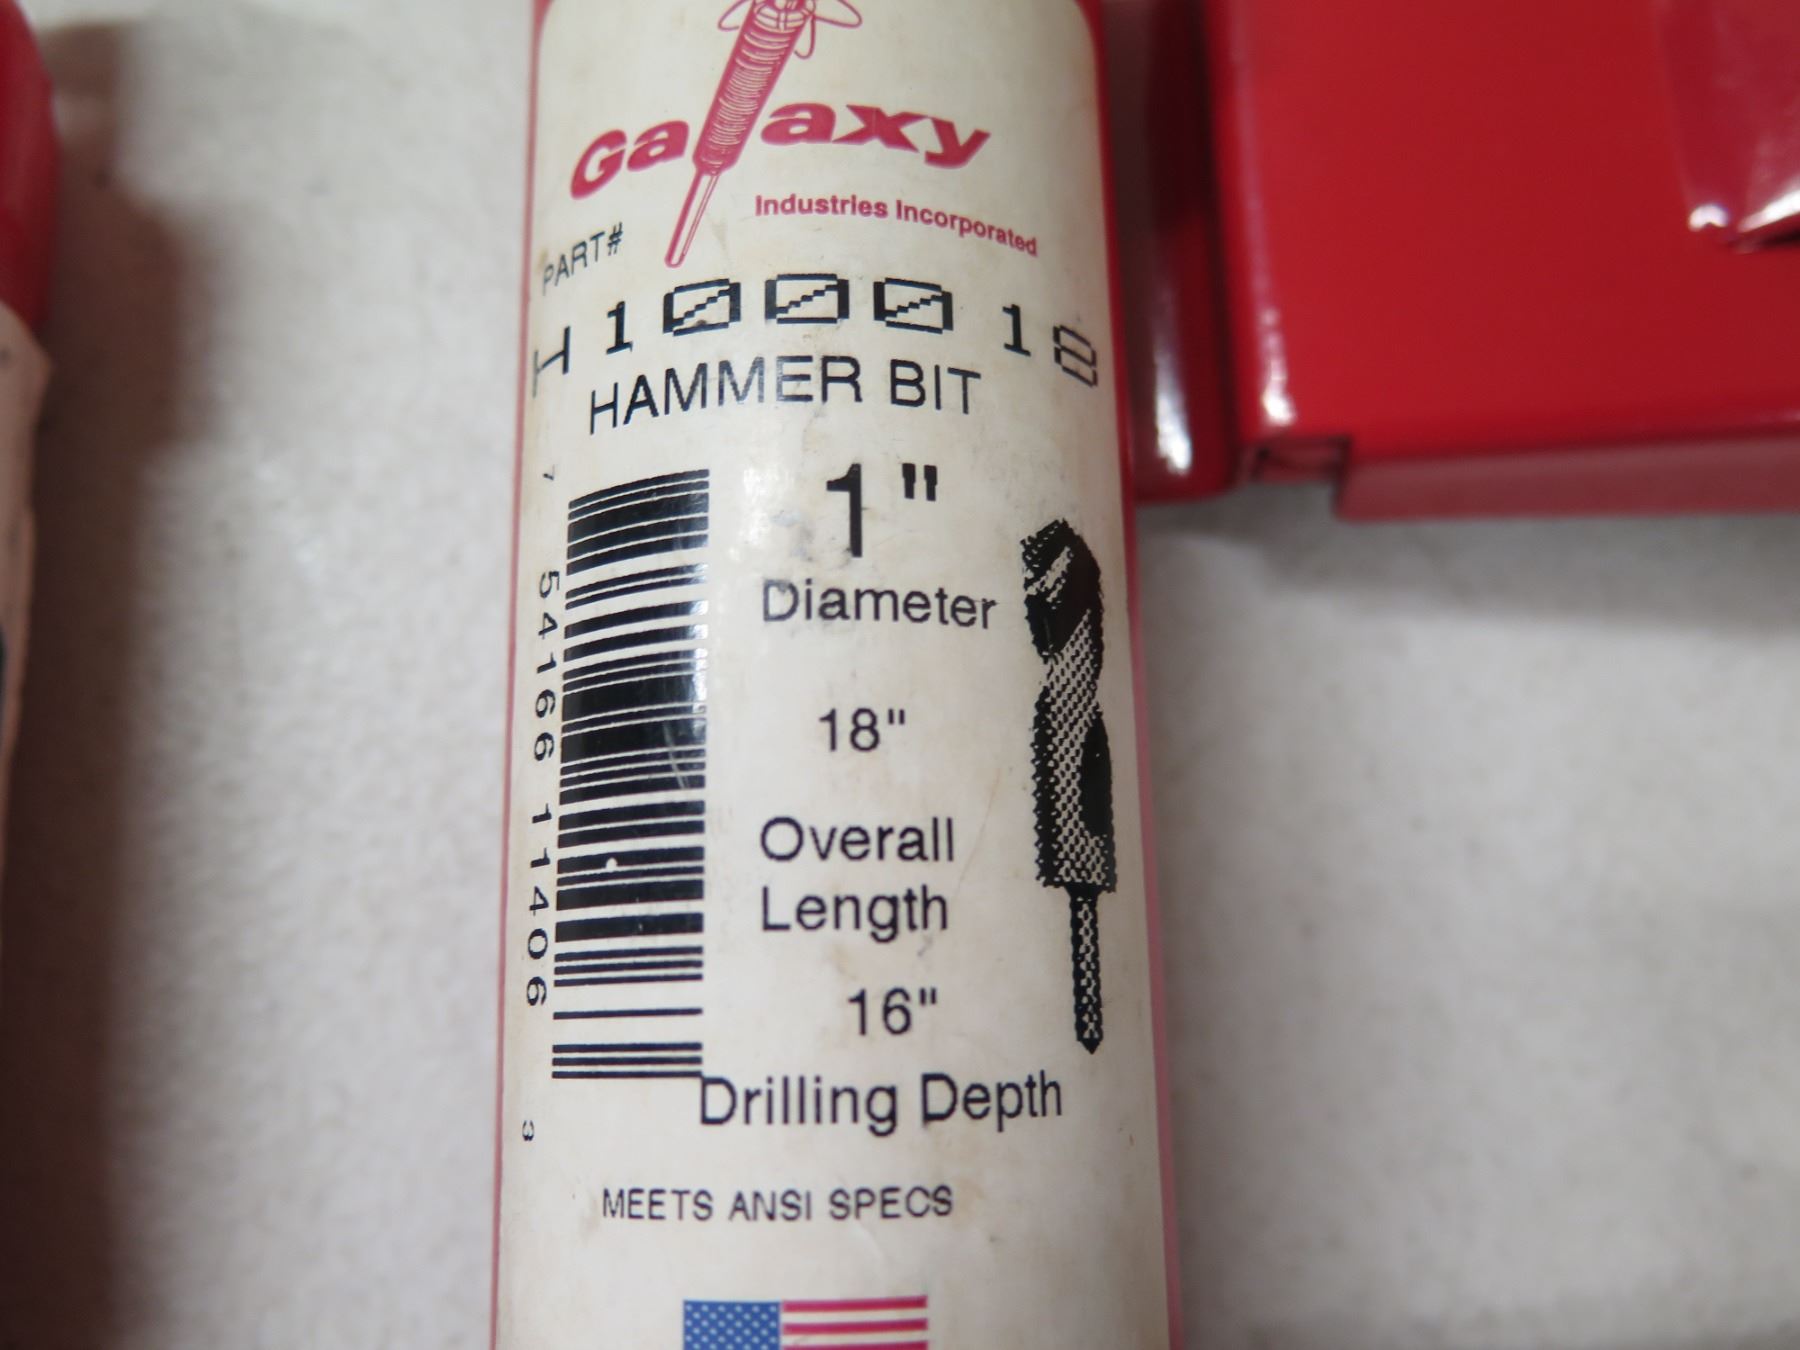 Galaxy
Industries Incorporated
PART#
H100018
HAMMER BIT
1"
Diameter
18"
Overall
Length
16"
Drilling Depth
7 54166 11406 3
MEETS ANSI SPECS